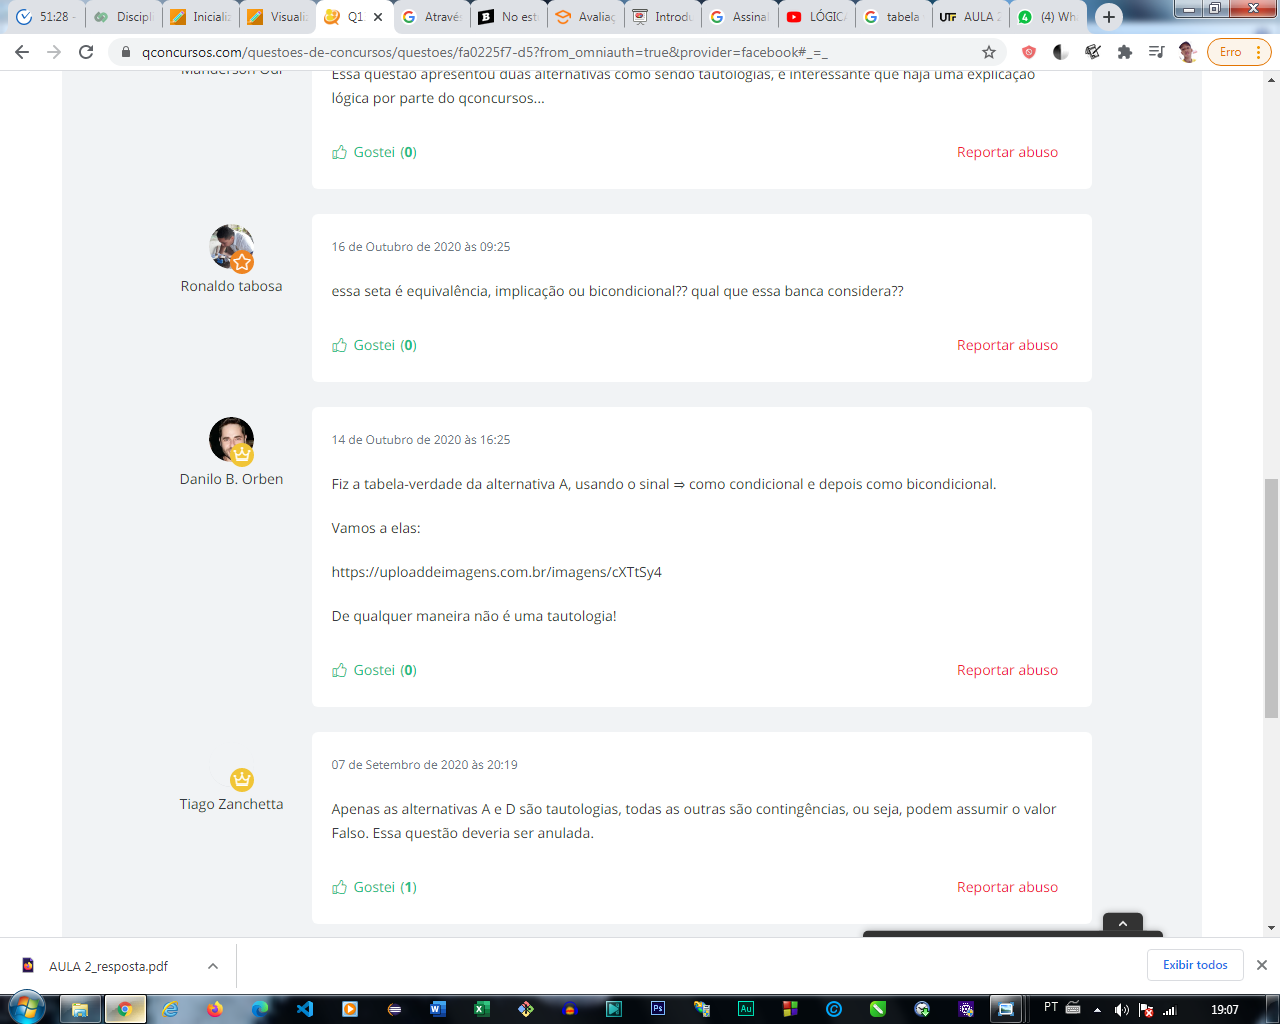 51:28 -
Discipl
Inicializ
Visualiz
Q1
Atravé
No est
Avaliaç
Introdu
Assinal
LÓGICA
tabela
UTF AULA 2
(4) Wh
qconcursos.com/questoes-de-concursos/questoes/fa0225f7-d5?from_omniauth=true&provider=facebook#_=_
Erro
Manderson
Essa questão apresentou duas alternativas como sendo tautologias, é interessante que haja uma explicação
lógica por parte do qconcursos...
Gostei (0)
Reportar abuso
Ronaldo tabosa
16 de Outubro de 2020 às 09:25
essa seta é equivalência, implicação ou bicondicional?? qual que essa banca considera??
Gostei (0)
Reportar abuso
Danilo B. Orben
14 de Outubro de 2020 às 16:25
Fiz a tabela-verdade da alternativa A, usando o sinal ⇒ como condicional e depois como bicondicional.
Vamos a elas:
https://uploaddeimagens.com.br/imagens/cXTtSy4
De qualquer maneira não é uma tautologia!
Gostei (0)
Reportar abuso
Tiago Zanchetta
07 de Setembro de 2020 às 20:19
Apenas as alternativas A e D são tautologias, todas as outras são contingências, ou seja, podem assumir o valor
Falso. Essa questão deveria ser anulada.
Gostei (1)
Reportar abuso
AULA 2_resposta.pdf
Exibir todos
PT
19:07